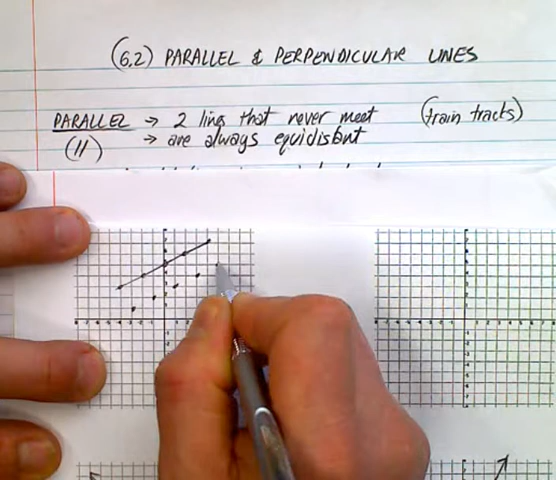 (6.2) PARALLEL & PERPENDICULAR LINES
PARALLEL → 2 lines that never meet (train tracks)
(//) → are always equidistant